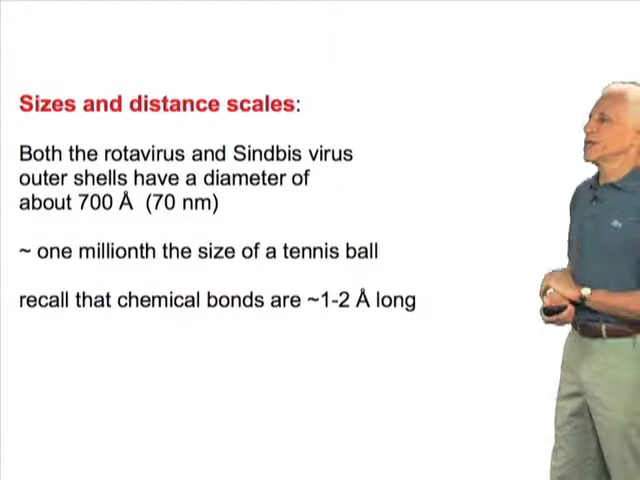 Sizes and distance scales:
Both the rotavirus and Sindbis virus
outer shells have a diameter of
about 700 Å (70 nm)
~ one millionth the size of a tennis ball
recall that chemical bonds are ~1-2 Å long